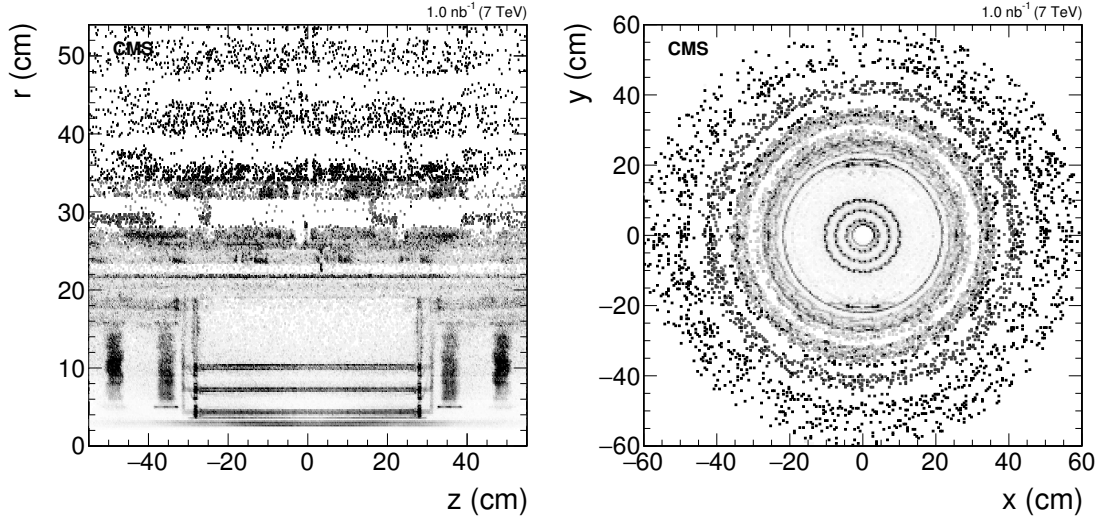 1.0 nb⁻¹ (7 TeV)
CMS
r (cm)
50
40
30
20
10
0
−40 −20 0 20 40
z (cm)
1.0 nb⁻¹ (7 TeV)
CMS
y (cm)
60
40
20
0
−20
−40
−60
−60 −40 −20 0 20 40 60
x (cm)